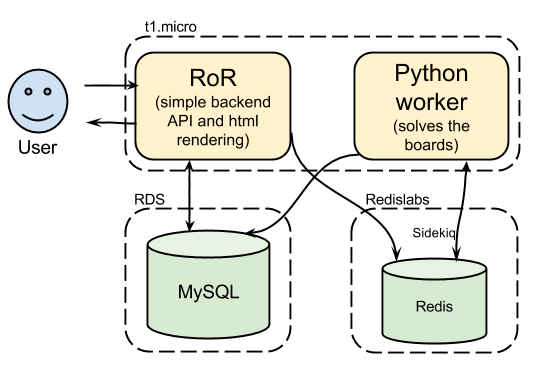 t1.micro
RoR
(simple backend
API and html
rendering)
Python
worker
(solves the
boards)
User
RDS
Redislabs
Sidekiq
MySQL
Redis